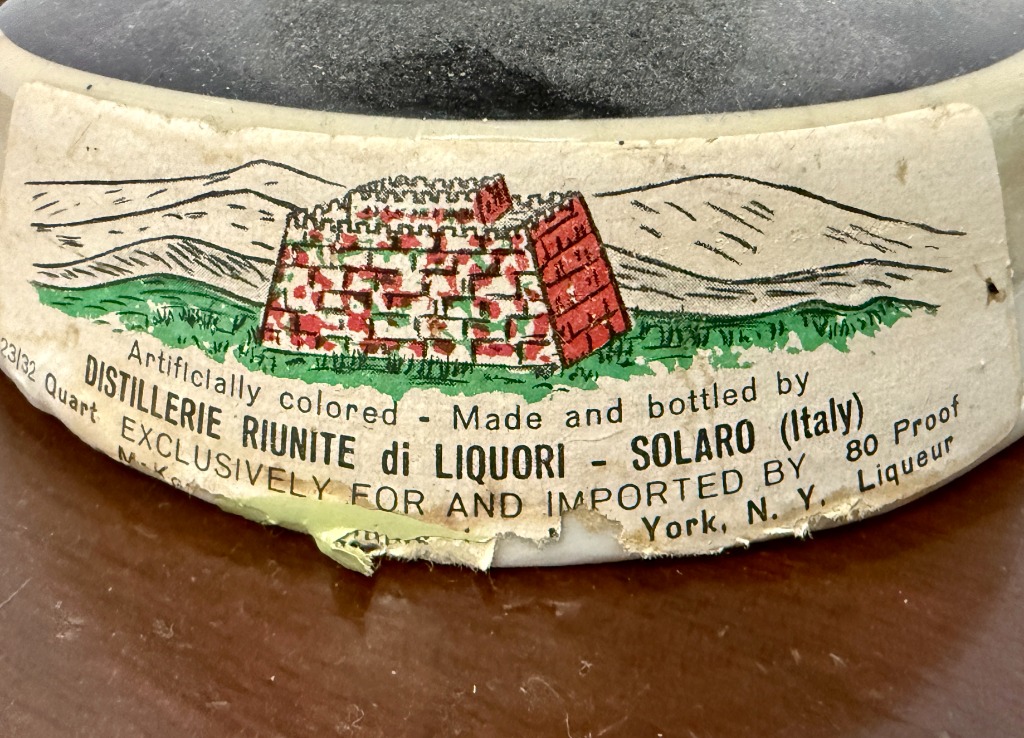 Artificially colored - Made and bottled by
23/32 Quart
DISTILLERIE RIUNITE di LIQUORI - SOLARO (Italy)
80 Proof
EXCLUSIVELY FOR AND IMPORTED BY
Liqueur
York, N. Y.